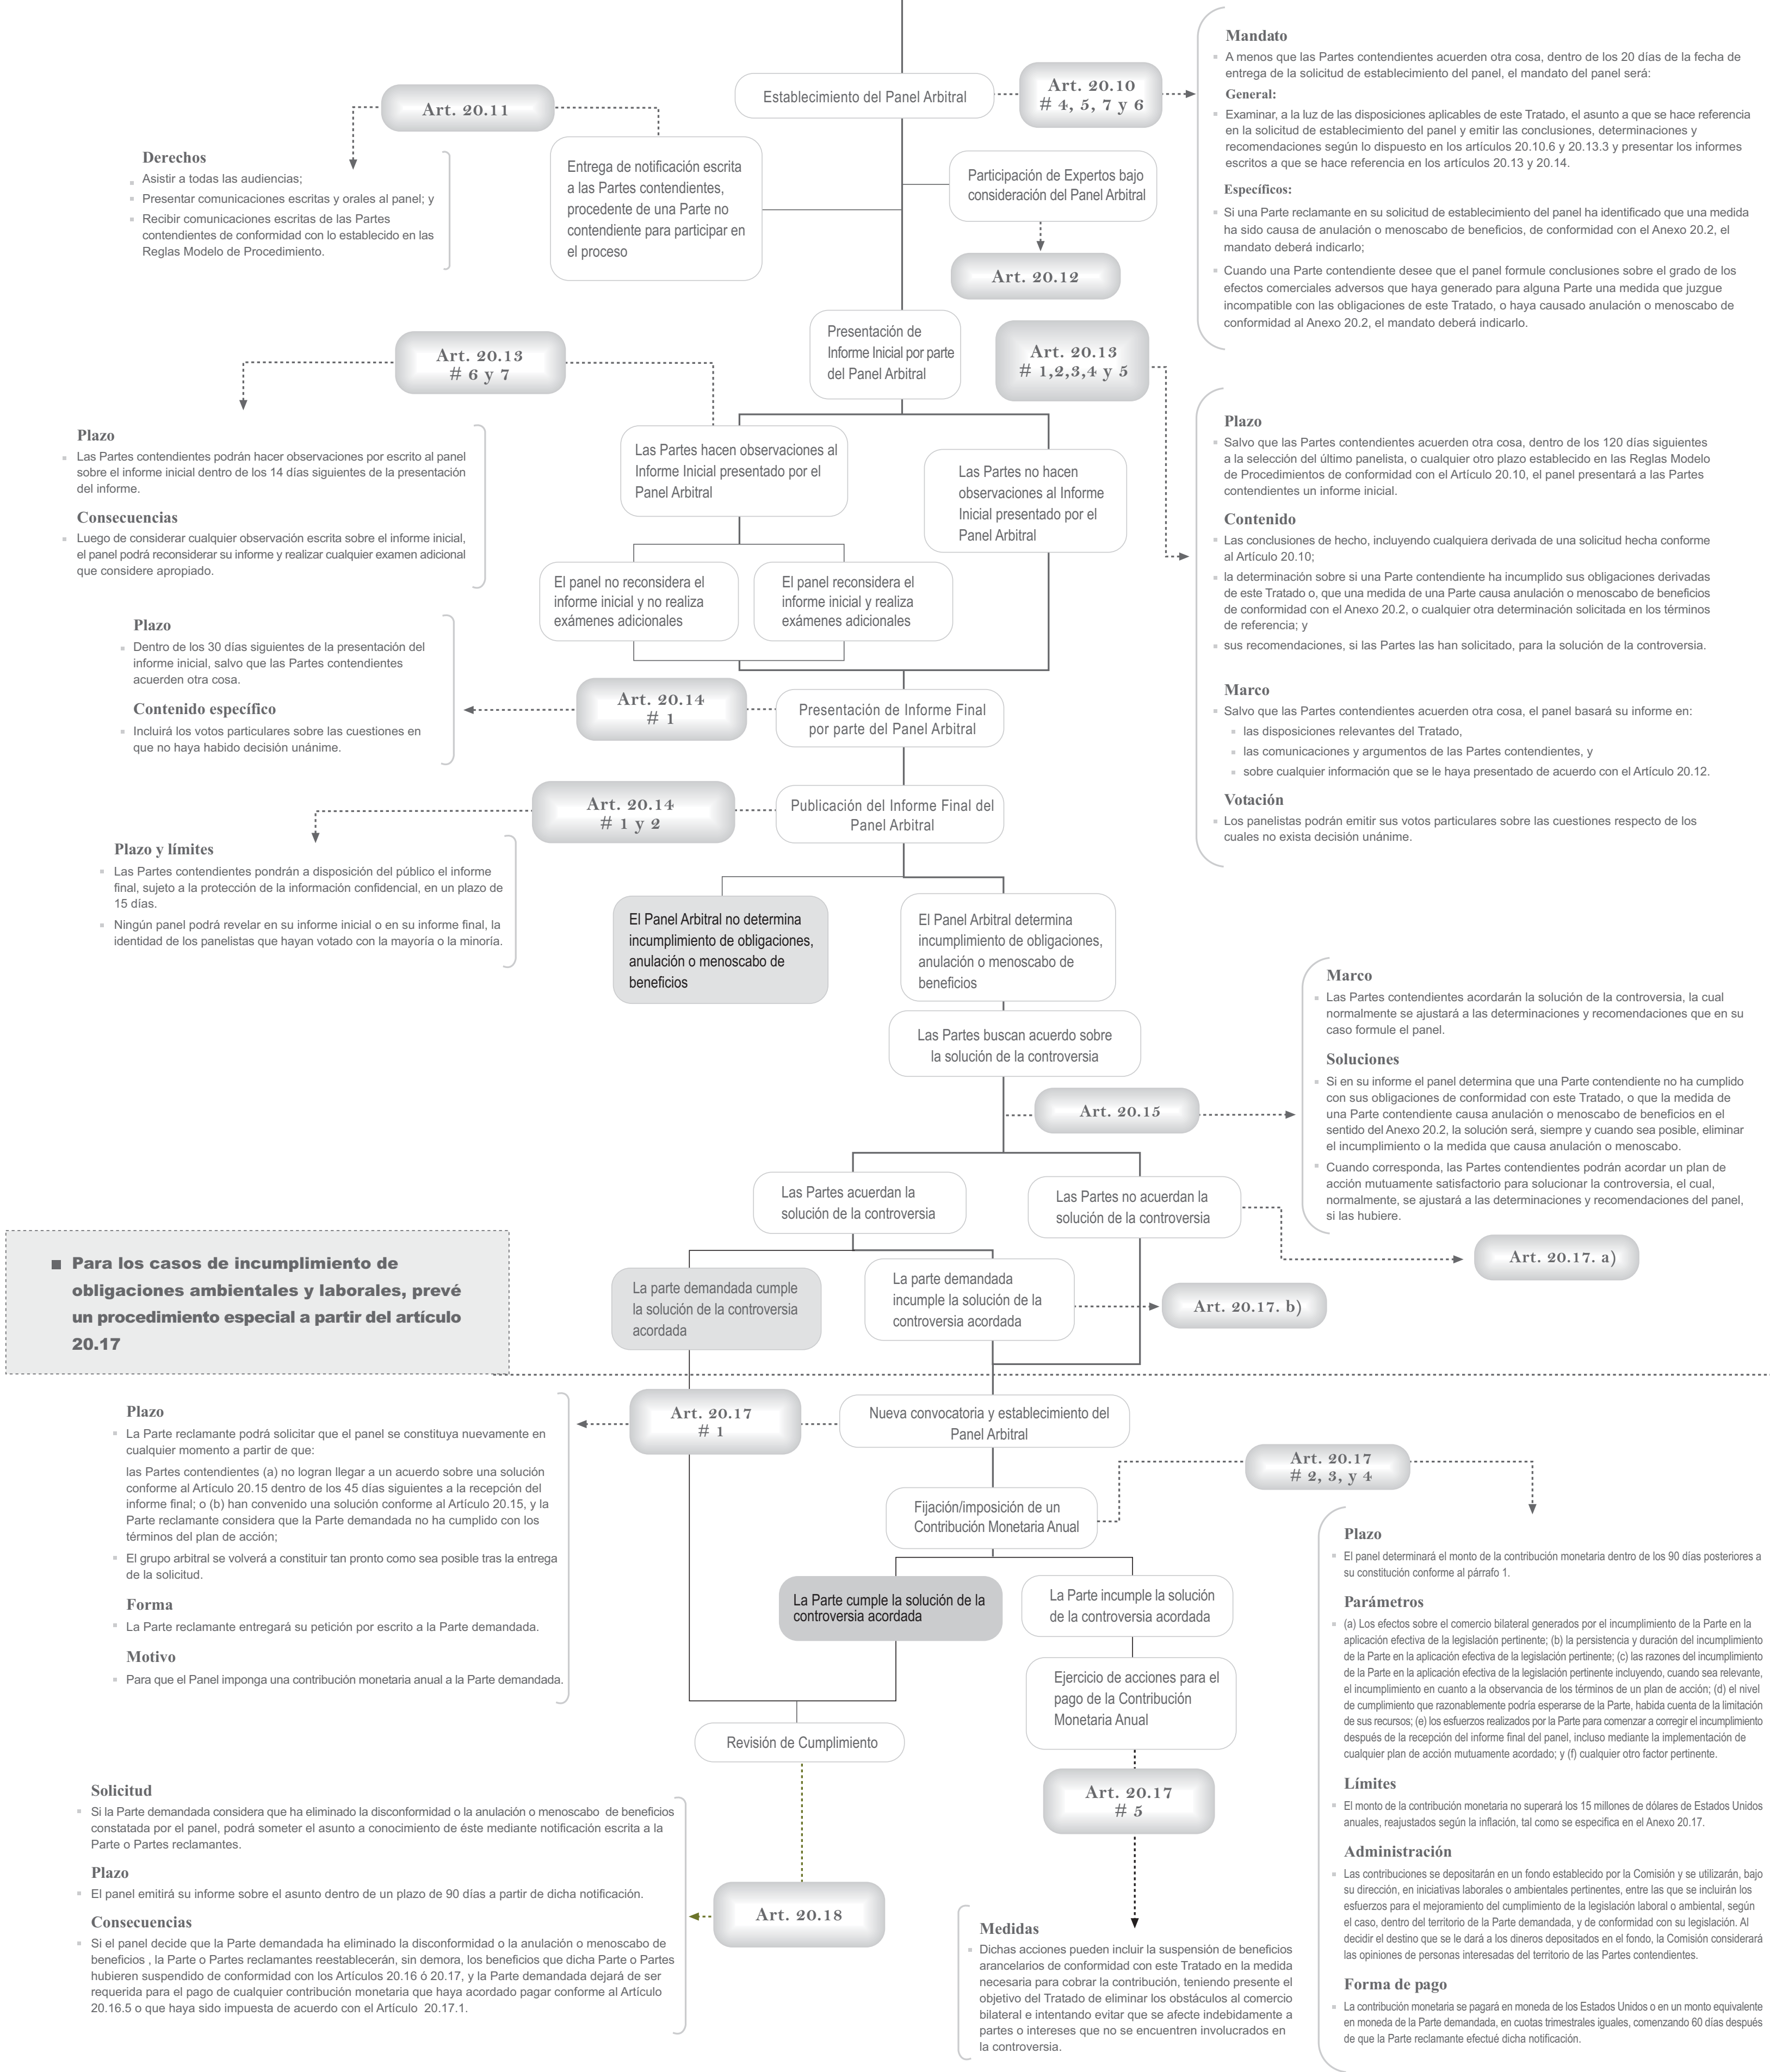 Establecimiento del Panel Arbitral
Art. 20.10
# 4, 5, 7 y 6
Mandato
A menos que las Partes contendientes acuerden otra cosa, dentro de los 20 días de la fecha de
entrega de la solicitud de establecimiento del panel, el mandato del panel será:
General:
Examinar, a la luz de las disposiciones aplicables de este Tratado, el asunto a que se hace referencia
en la solicitud de establecimiento del panel y emitir las conclusiones, determinaciones y
recomendaciones según lo dispuesto en los artículos 20.10.6 y 20.13.3 y presentar los informes
escritos a que se hace referencia en los artículos 20.13 y 20.14.
Específicos:
Si una Parte reclamante en su solicitud de establecimiento del panel ha identificado que una medida
ha sido causa de anulación o menoscabo de beneficios, de conformidad con el Anexo 20.2, el
mandato deberá indicarlo;
Cuando una Parte contendiente desee que el panel formule conclusiones sobre el grado de los
efectos comerciales adversos que haya generado para alguna Parte una medida que juzgue
incompatible con las obligaciones de este Tratado, o haya causado anulación o menoscabo de
conformidad al Anexo 20.2, el mandato deberá indicarlo.
Art. 20.11
Derechos
Asistir a todas las audiencias;
Presentar comunicaciones escritas y orales al panel; y
Recibir comunicaciones escritas de las Partes
contendientes de conformidad con lo establecido en las
Reglas Modelo de Procedimiento.
Entrega de notificación escrita
a las Partes contendientes,
procedente de una Parte no
contendiente para participar en
el proceso
Participación de Expertos bajo
consideración del Panel Arbitral
Art. 20.12
Presentación de
Informe Inicial por parte
del Panel Arbitral
Art. 20.13
# 1,2,3,4 y 5
Art. 20.13
# 6 y 7
Plazo
Las Partes contendientes podrán hacer observaciones por escrito al panel
sobre el informe inicial dentro de los 14 días siguientes de la presentación
del informe.
Consecuencias
Luego de considerar cualquier observación escrita sobre el informe inicial,
el panel podrá reconsiderar su informe y realizar cualquier examen adicional
que considere apropiado.
Las Partes hacen observaciones al
Informe Inicial presentado por el
Panel Arbitral
Las Partes no hacen
observaciones al Informe
Inicial presentado por el
Panel Arbitral
Plazo
Salvo que las Partes contendientes acuerden otra cosa, dentro de los 120 días siguientes
a la selección del último panelista, o cualquier otro plazo establecido en las Reglas Modelo
de Procedimientos de conformidad con el Artículo 20.10, el panel presentará a las Partes
contendientes un informe inicial.
Contenido
Las conclusiones de hecho, incluyendo cualquiera derivada de una solicitud hecha conforme
al Artículo 20.10;
la determinación sobre si una Parte contendiente ha incumplido sus obligaciones derivadas
de este Tratado o, que una medida de una Parte causa anulación o menoscabo de beneficios
de conformidad con el Anexo 20.2, o cualquier otra determinación solicitada en los términos
de referencia; y
sus recomendaciones, si las Partes las han solicitado, para la solución de la controversia.
Marco
Salvo que las Partes contendientes acuerden otra cosa, el panel basará su informe en:
las disposiciones relevantes del Tratado,
las comunicaciones y argumentos de las Partes contendientes, y
sobre cualquier información que se le haya presentado de acuerdo con el Artículo 20.12.
Votación
Los panelistas podrán emitir sus votos particulares sobre las cuestiones respecto de los
cuales no exista decisión unánime.
El panel no reconsidera el
informe inicial y no realiza
exámenes adicionales
El panel reconsidera el
informe inicial y realiza
exámenes adicionales
Plazo
Dentro de los 30 días siguientes de la presentación del
informe inicial, salvo que las Partes contendientes
acuerden otra cosa.
Contenido específico
Incluirá los votos particulares sobre las cuestiones en
que no haya habido decisión unánime.
Art. 20.14
# 1
Presentación de Informe Final
por parte del Panel Arbitral
Art. 20.14
# 1 y 2
Publicación del Informe Final del
Panel Arbitral
Plazo y límites
Las Partes contendientes pondrán a disposición del público el informe
final, sujeto a la protección de la información confidencial, en un plazo de
15 días.
Ningún panel podrá revelar en su informe inicial o en su informe final, la
identidad de los panelistas que hayan votado con la mayoría o la minoría.
El Panel Arbitral no determina
incumplimiento de obligaciones,
anulación o menoscabo de
beneficios
El Panel Arbitral determina
incumplimiento de obligaciones,
anulación o menoscabo de
beneficios
Las Partes buscan acuerdo sobre
la solución de la controversia
Art. 20.15
Marco
Las Partes contendientes acordarán la solución de la controversia, la cual
normalmente se ajustará a las determinaciones y recomendaciones que en su
caso formule el panel.
Soluciones
Si en su informe el panel determina que una Parte contendiente no ha cumplido
con sus obligaciones de conformidad con este Tratado, o que la medida de
una Parte contendiente causa anulación o menoscabo de beneficios en el
sentido del Anexo 20.2, la solución será, siempre y cuando sea posible, eliminar
el incumplimiento o la medida que causa anulación o menoscabo.
Cuando corresponda, las Partes contendientes podrán acordar un plan de
acción mutuamente satisfactorio para solucionar la controversia, el cual,
normalmente, se ajustará a las determinaciones y recomendaciones del panel,
si las hubiere.
Las Partes acuerdan la
solución de la controversia
Las Partes no acuerdan la
solución de la controversia
Art. 20.17. a)
Para los casos de incumplimiento de
obligaciones ambientales y laborales, prevé
un procedimiento especial a partir del artículo
20.17
La parte demandada cumple
la solución de la controversia
acordada
La parte demandada
incumple la solución de la
controversia acordada
Art. 20.17. b)
Plazo
La Parte reclamante podrá solicitar que el panel se constituya nuevamente en
cualquier momento a partir de que:
las Partes contendientes (a) no logran llegar a un acuerdo sobre una solución
conforme al Artículo 20.15 dentro de los 45 días siguientes a la recepción del
informe final; o (b) han convenido una solución conforme al Artículo 20.15, y la
Parte reclamante considera que la Parte demandada no ha cumplido con los
términos del plan de acción;
El grupo arbitral se volverá a constituir tan pronto como sea posible tras la entrega
de la solicitud.
Forma
La Parte reclamante entregará su petición por escrito a la Parte demandada.
Motivo
Para que el Panel imponga una contribución monetaria anual a la Parte demandada.
Art. 20.17
# 1
Nueva convocatoria y establecimiento del
Panel Arbitral
Art. 20.17
# 2, 3, y 4
Fijación/imposición de un
Contribución Monetaria Anual
La Parte cumple la solución de la
controversia acordada
La Parte incumple la solución
de la controversia acordada
Ejercicio de acciones para el
pago de la Contribución
Monetaria Anual
Revisión de Cumplimiento
Art. 20.17
# 5
Plazo
El panel determinará el monto de la contribución monetaria dentro de los 90 días posteriores a
su constitución conforme al párrafo 1.
Parámetros
(a) Los efectos sobre el comercio bilateral generados por el incumplimiento de la Parte en la
aplicación efectiva de la legislación pertinente; (b) la persistencia y duración del incumplimiento
de la Parte en la aplicación efectiva de la legislación pertinente; (c) las razones del incumplimiento
de la Parte en la aplicación efectiva de la legislación pertinente incluyendo, cuando sea relevante,
el incumplimiento en cuanto a la observancia de los términos de un plan de acción; (d) el nivel
de cumplimiento que razonablemente podría esperarse de la Parte, habida cuenta de la limitación
de sus recursos; (e) los esfuerzos realizados por la Parte para comenzar a corregir el incumplimiento
después de la recepción del informe final del panel, incluso mediante la implementación de
cualquier plan de acción mutuamente acordado; y (f) cualquier otro factor pertinente.
Límites
El monto de la contribución monetaria no superará los 15 millones de dólares de Estados Unidos
anuales, reajustados según la inflación, tal como se especifica en el Anexo 20.17.
Administración
Las contribuciones se depositarán en un fondo establecido por la Comisión y se utilizarán, bajo
su dirección, en iniciativas laborales o ambientales pertinentes, entre las que se incluirán los
esfuerzos para el mejoramiento del cumplimiento de la legislación laboral o ambiental, según
el caso, dentro del territorio de la Parte demandada, y de conformidad con su legislación. Al
decidir el destino que se le dará a los dineros depositados en el fondo, la Comisión considerará
las opiniones de personas interesadas del territorio de las Partes contendientes.
Forma de pago
La contribución monetaria se pagará en moneda de los Estados Unidos o en un monto equivalente
en moneda de la Parte demandada, en cuotas trimestrales iguales, comenzando 60 días después
de que la Parte reclamante efectué dicha notificación.
Solicitud
Si la Parte demandada considera que ha eliminado la disconformidad o la anulación o menoscabo de beneficios
constatada por el panel, podrá someter el asunto a conocimiento de éste mediante notificación escrita a la
Parte o Partes reclamantes.
Plazo
El panel emitirá su informe sobre el asunto dentro de un plazo de 90 días a partir de dicha notificación.
Consecuencias
Si el panel decide que la Parte demandada ha eliminado la disconformidad o la anulación o menoscabo de
beneficios , la Parte o Partes reclamantes reestablecerán, sin demora, los beneficios que dicha Parte o Partes
hubieren suspendido de conformidad con los Artículos 20.16 ó 20.17, y la Parte demandada dejará de ser
requerida para el pago de cualquier contribución monetaria que haya acordado pagar conforme al Artículo
20.16.5 o que haya sido impuesta de acuerdo con el Artículo 20.17.1.
Art. 20.18
Medidas
Dichas acciones pueden incluir la suspensión de beneficios
arancelarios de conformidad con este Tratado en la medida
necesaria para cobrar la contribución, teniendo presente el
objetivo del Tratado de eliminar los obstáculos al comercio
bilateral e intentando evitar que se afecte indebidamente a
partes o intereses que no se encuentren involucrados en
la controversia.